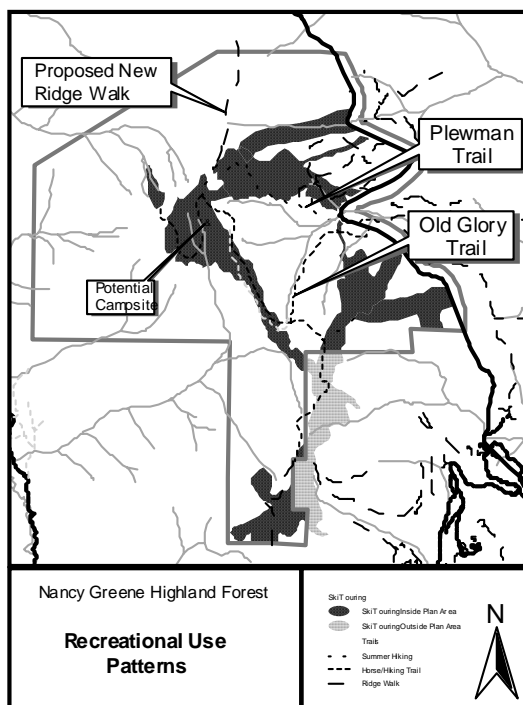 Proposed New
Ridge Walk
Plewman
Trail
Old Glory
Trail
Potential
Campsite
Nancy Greene Highland Forest
Recreational Use
Patterns
SkiTouring
SkiTouringInside Plan Area
SkiTouringOutside Plan Area
Trails
Summer Hiking
Horse/Hiking Trail
Ridge Walk
N